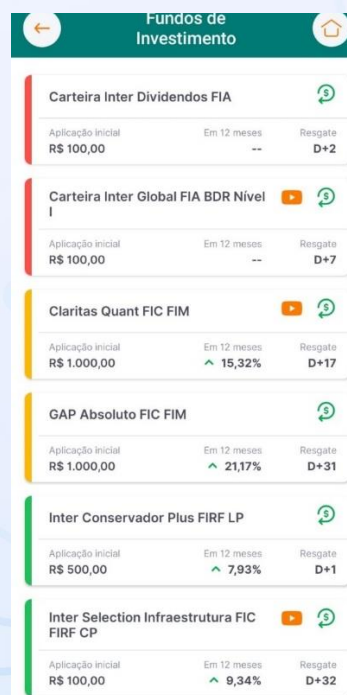 Fundos de
Investimento
Carteira Inter Dividendos FIA
Aplicação inicial Em 12 meses Resgate
R$ 100,00 -- D+2
Carteira Inter Global FIA BDR Nível
I
Aplicação inicial Em 12 meses Resgate
R$ 100,00 -- D+7
Claritas Quant FIC FIM
Aplicação inicial Em 12 meses Resgate
R$ 1.000,00 15,32% D+17
GAP Absoluto FIC FIM
Aplicação inicial Em 12 meses Resgate
R$ 1.000,00 21,17% D+31
Inter Conservador Plus FIRF LP
Aplicação inicial Em 12 meses Resgate
R$ 500,00 7,93% D+1
Inter Selection Infraestrutura FIC
FIRF CP
Aplicação inicial Em 12 meses Resgate
R$ 100,00 9,34% D+32